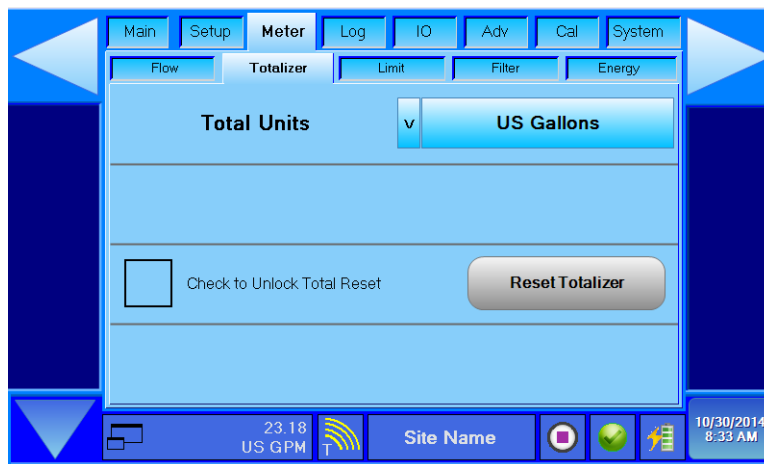 Main Setup Meter Log IO Adv Cal System
Flow Totalizer Limit Filter Energy
Total Units v US Gallons
Check to Unlock Total Reset Reset Totalizer
23.18
US GPM T Site Name
10/30/2014
8:33 AM